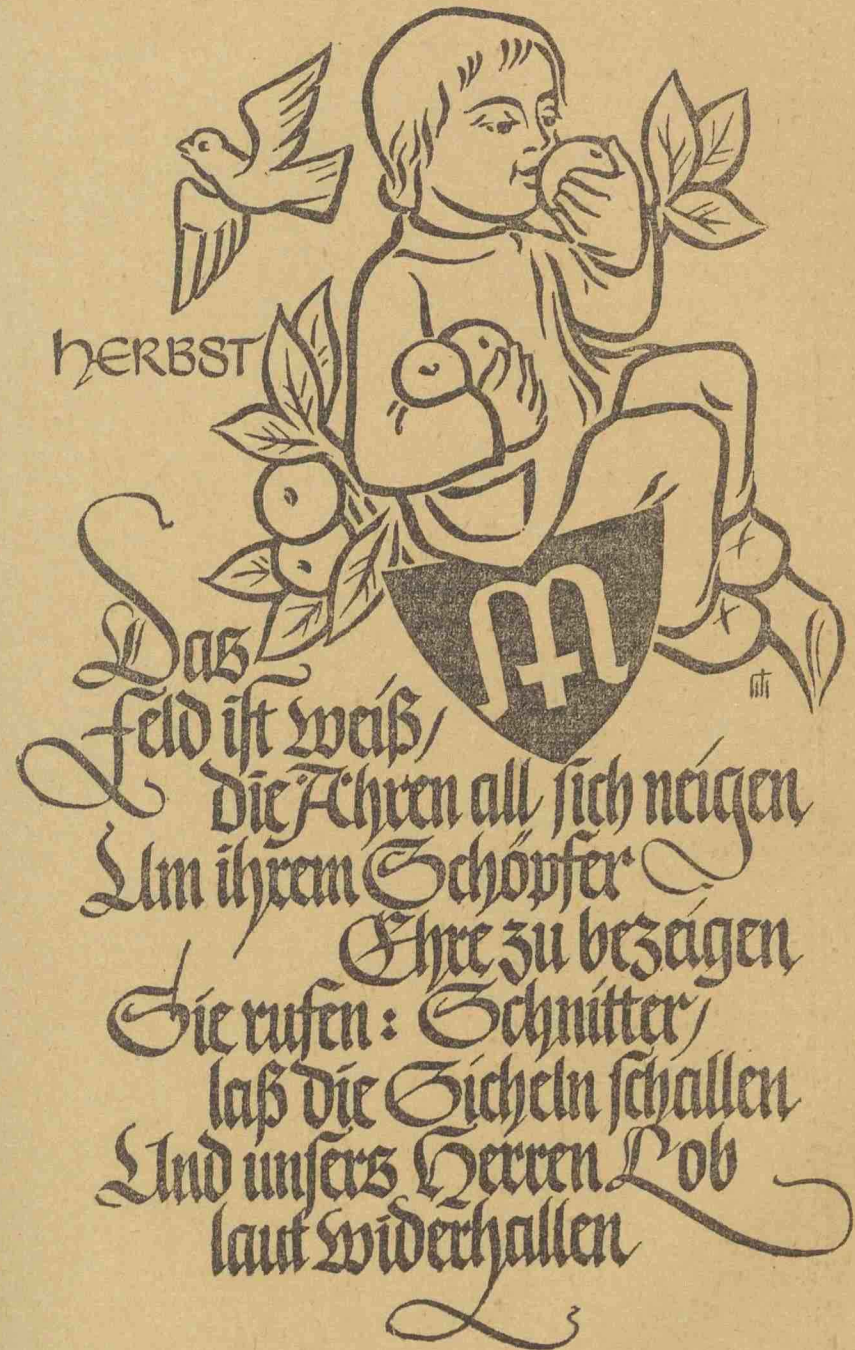 HERBST
Das
Feld ist weiß/
die Ähren all sich neigen
Um ihrem Schöpfer
Ehre zu bezeigen
Sie rufen: Schnitter/
laß die Sicheln schallen
Und unsers Herren Lob
laut widerhallen